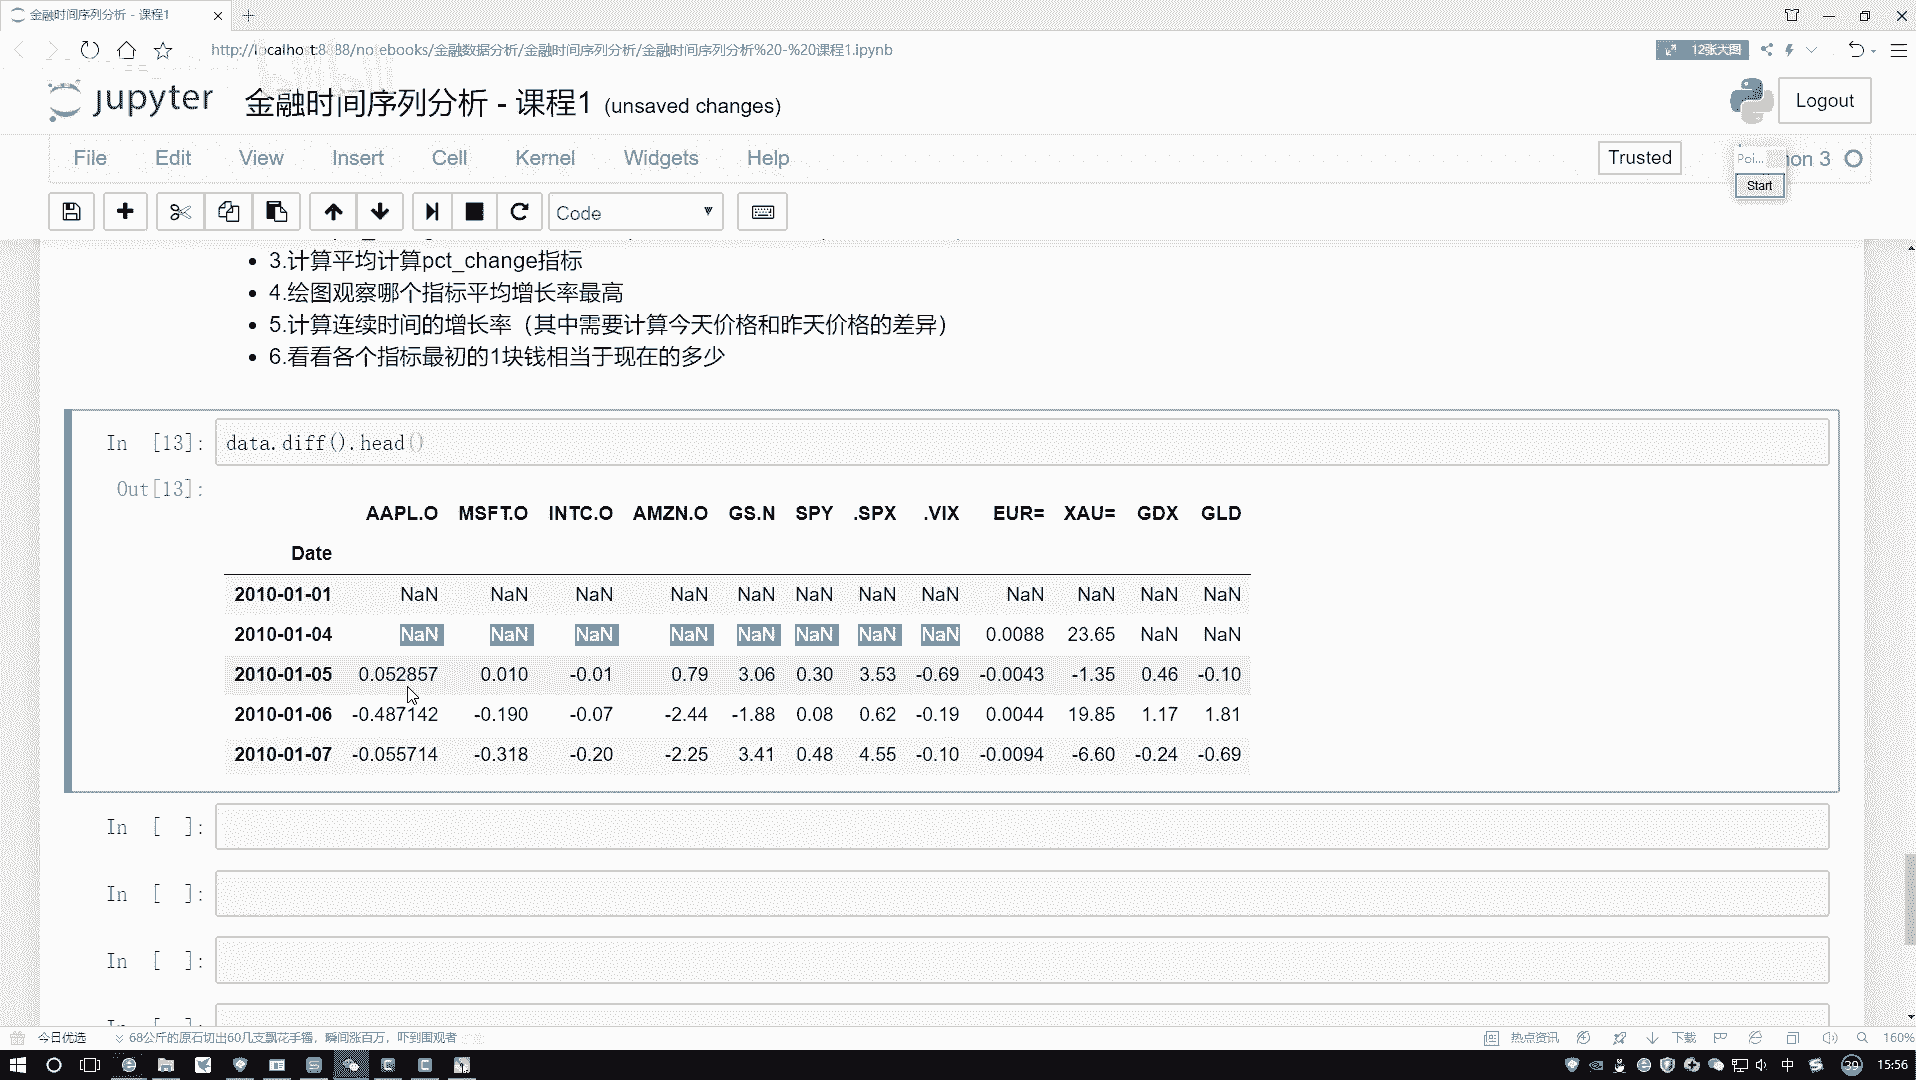 金融时间序列分析 - 课程1
http://localhost:8888/notebooks/金融数据分析/金融时间序列分析/金融时间序列分析%20-%20课程1.ipynb
12张大图
jupyter 金融时间序列分析 - 课程1 (unsaved changes)
Logout
File Edit View Insert Cell Kernel Widgets Help
Trusted
Poi...
hon 3
Start
Code
3.计算平均计算pct_change指标
4.绘图观察哪个指标平均增长率最高
5.计算连续时间的增长率（其中需要计算今天价格和昨天价格的差异）
6.看看各个指标最初的1块钱相当于现在的多少
In [13]: data.diff().head()
Out[13]:
AAPL.O MSFT.O INTC.O AMZN.O GS.N SPY .SPX .VIX EUR= XAU= GDX GLD
Date
2010-01-01 NaN NaN NaN NaN NaN NaN NaN NaN NaN NaN NaN NaN
2010-01-04 NaN NaN NaN NaN NaN NaN NaN NaN 0.0088 23.65 NaN NaN
2010-01-05 0.052857 0.010 -0.01 0.79 3.06 0.30 3.53 -0.69 -0.0043 -1.35 0.46 -0.10
2010-01-06 -0.487142 -0.190 -0.07 -2.44 -1.88 0.08 0.62 -0.19 0.0044 19.85 1.17 1.81
2010-01-07 -0.055714 -0.318 -0.20 -2.25 3.41 0.48 4.55 -0.10 -0.0094 -6.60 -0.24 -0.69
In [ ]:
In [ ]:
In [ ]:
今日优选
68公斤的原石切出60几支飘花手镯，瞬间涨百万，吓到围观者
热点资讯
下载
160%
中
39
15:56